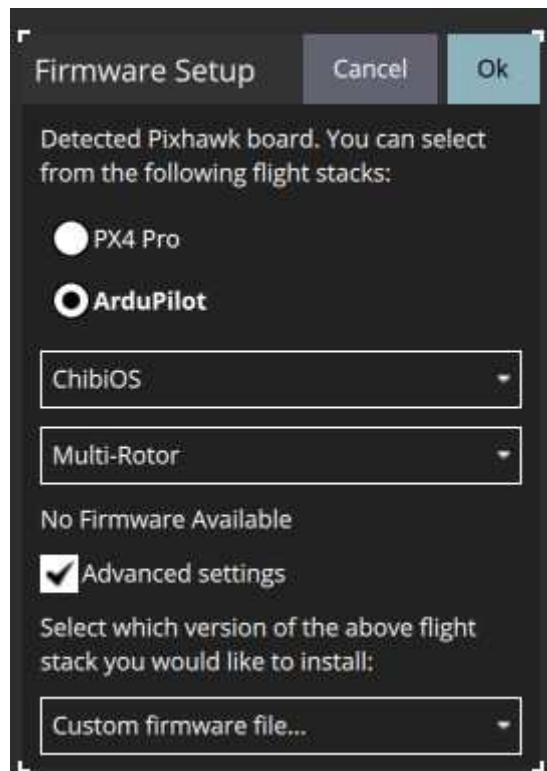 Firmware Setup Cancel Ok
Detected Pixhawk board. You can select
from the following flight stacks:
PX4 Pro
ArduPilot
ChibiOS
Multi-Rotor
No Firmware Available
Advanced settings
Select which version of the above flight
stack you would like to install:
Custom firmware file...